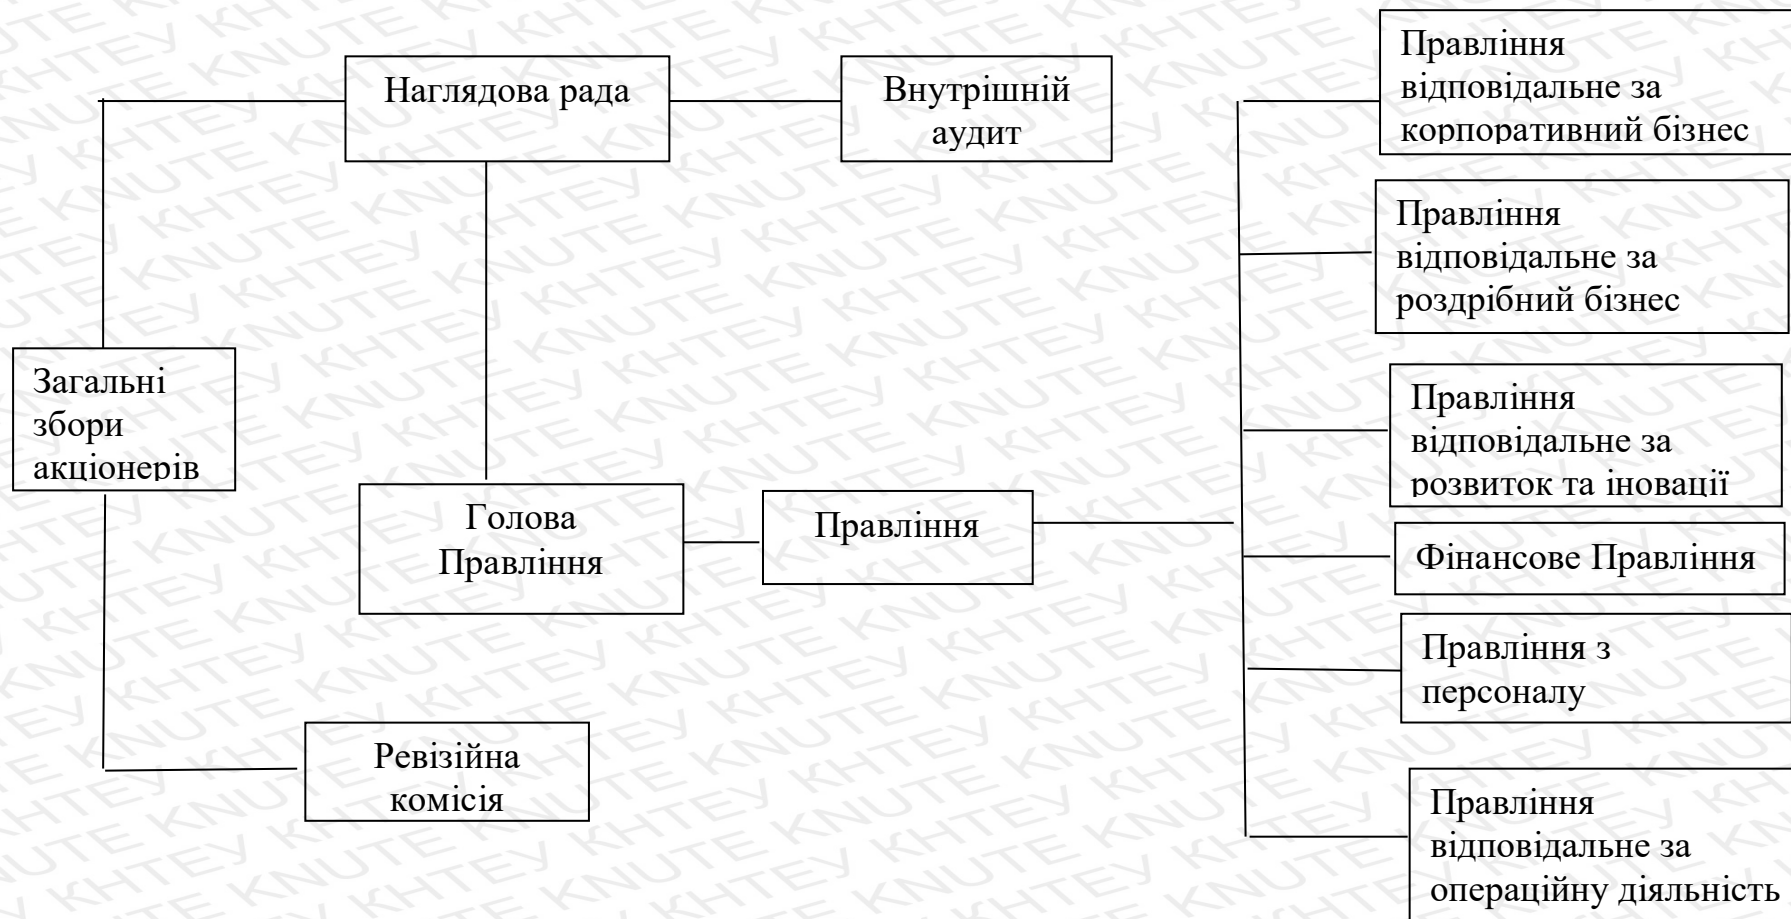 Наглядова рада
Внутрішній
аудит
Правління
відповідальне за
корпоративний бізнес
Правління
відповідальне за
роздрібний бізнес
Загальні
збори
акціонерів
Правління
відповідальне за
розвиток та іновації
Голова
Правління
Правління
Фінансове Правління
Правління з
персоналу
Ревізійна
комісія
Правління
відповідальне за
операційну діяльність